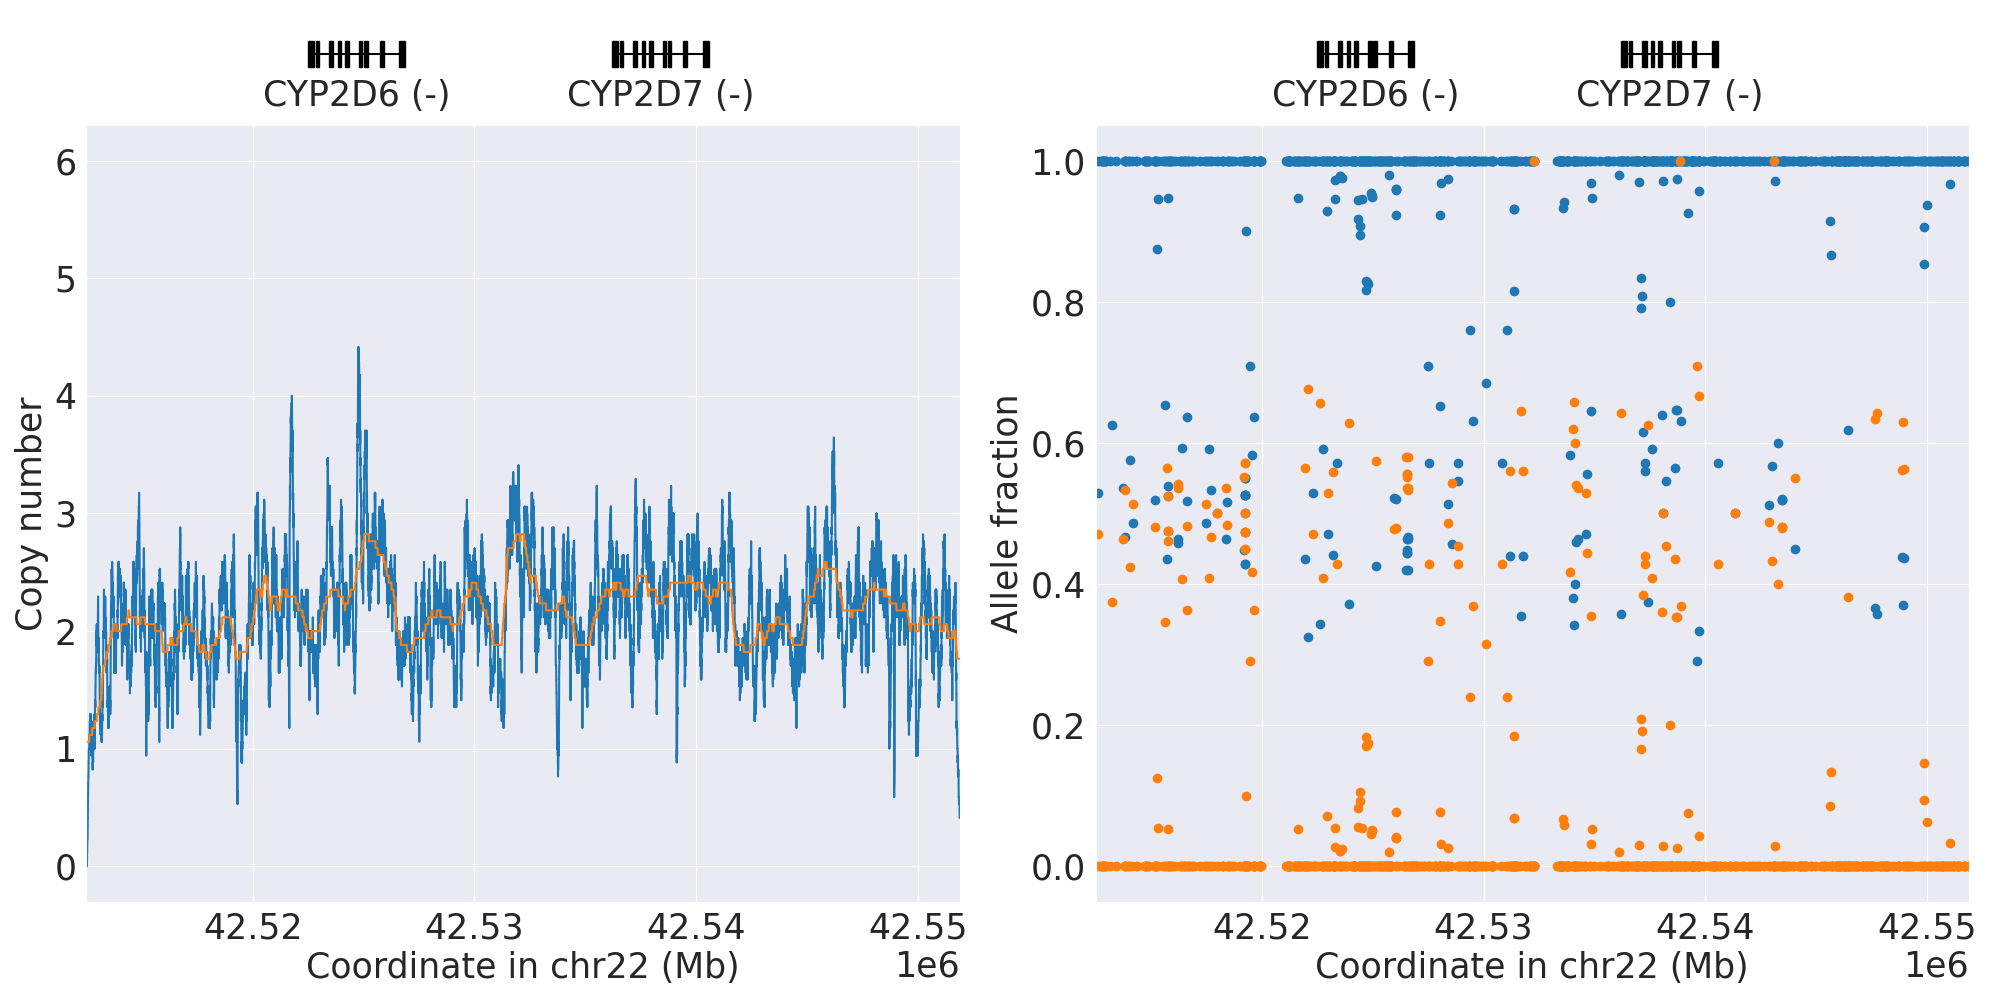 CYP2D6 (-) CYP2D7 (-)
6
5
4
3
2
1
0
Copy number
42.52 42.53 42.54 42.55
Coordinate in chr22 (Mb)
1e6
CYP2D6 (-) CYP2D7 (-)
1.0
0.8
0.6
0.4
0.2
0.0
Allele fraction
42.52 42.53 42.54 42.55
Coordinate in chr22 (Mb)
1e6